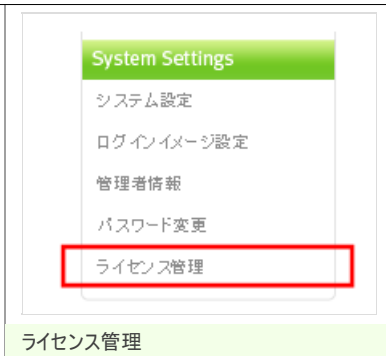 System Settings
システム設定
ログインイメージ設定
管理者情報
パスワード変更
ライセンス管理
ライセンス管理